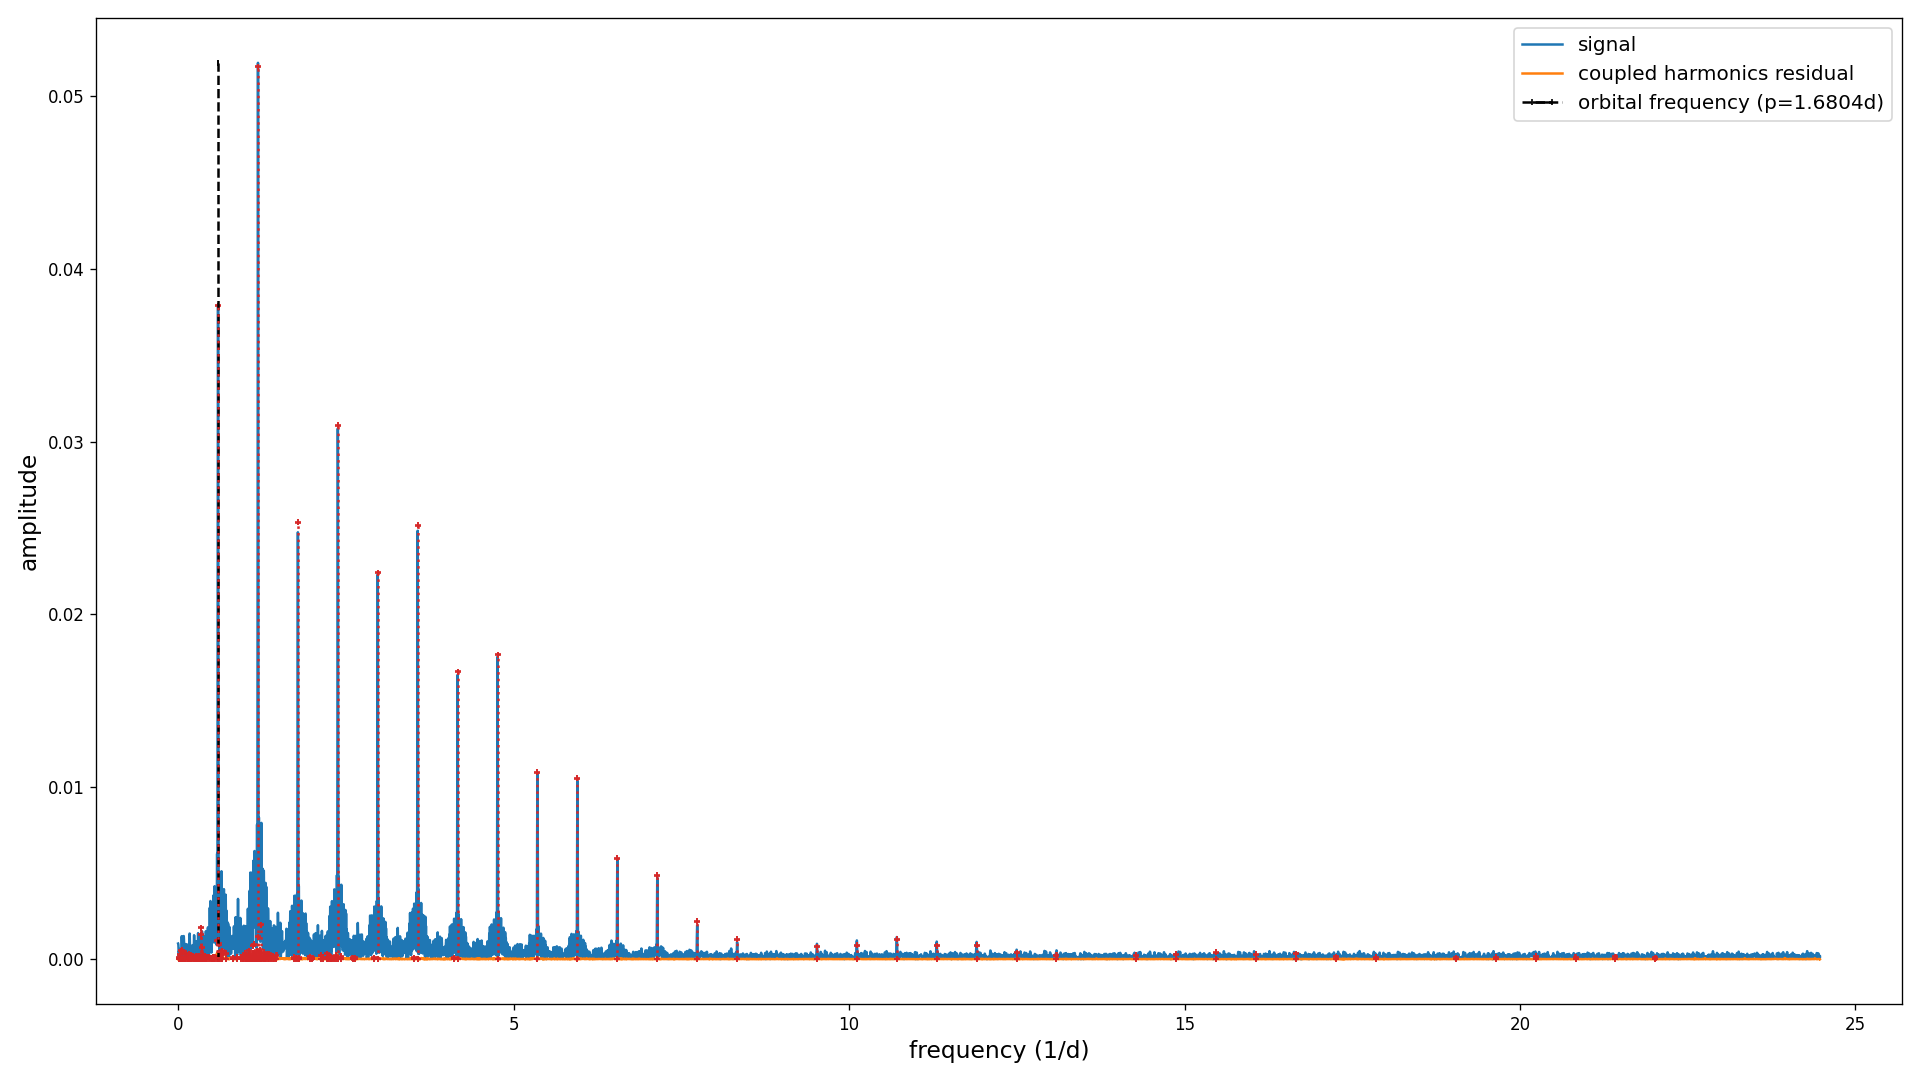 signal
coupled harmonics residual
orbital frequency (p=1.6804d)
0.05
0.04
0.03
0.02
0.01
0.00
amplitude
0 5 10 15 20 25
frequency (1/d)